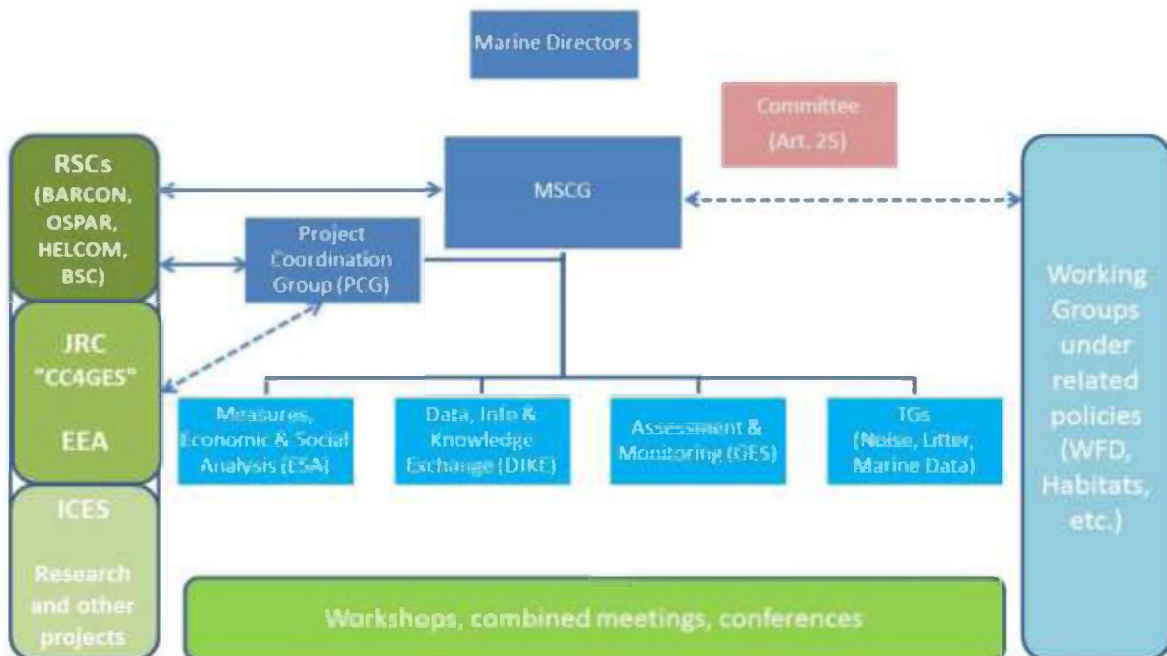 Marine Directors
Committee
(Art. 25)
RSCs
(BARCON,
OSPAR,
HELCOM,
BSC)
MSCG
Project
Coordination
Group (PCG)
JRC
"CC4GES"
EEA
Measures,
Economic & Social
Analysis (ESA)
Data, Info &
Knowledge
Exchange (DIKE)
Assessment &
Monitoring (GES)
TGs
(Noise, Litter,
Marine Data)
Working
Groups
under
related
policies
(WFD,
Habitats,
etc.)
ICES
Research
and other
projects
Workshops, combined meetings, conferences